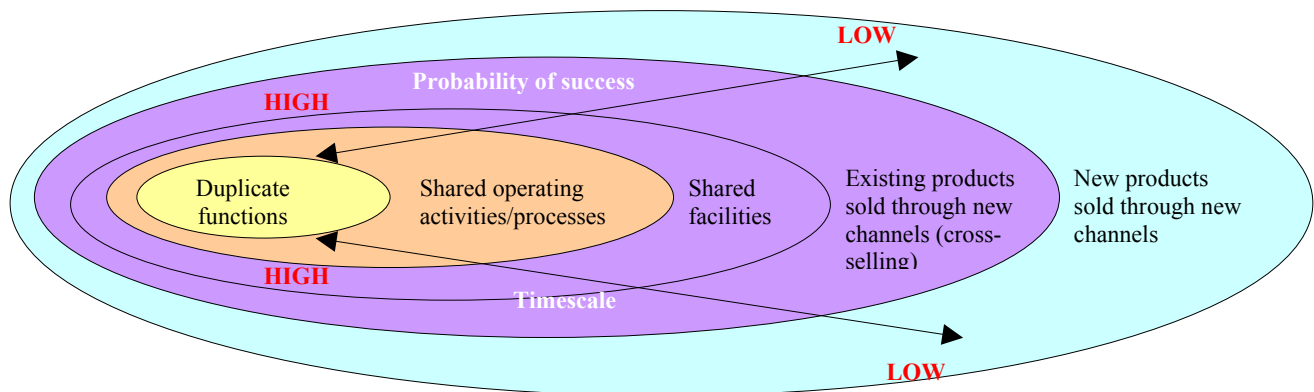 LOW
Probability of success
HIGH
Duplicate
functions
Shared operating
activities/processes
Shared
facilities
Existing products
sold through new
channels (cross-
selling)
New products
sold through new
channels
HIGH
Timescale
LOW